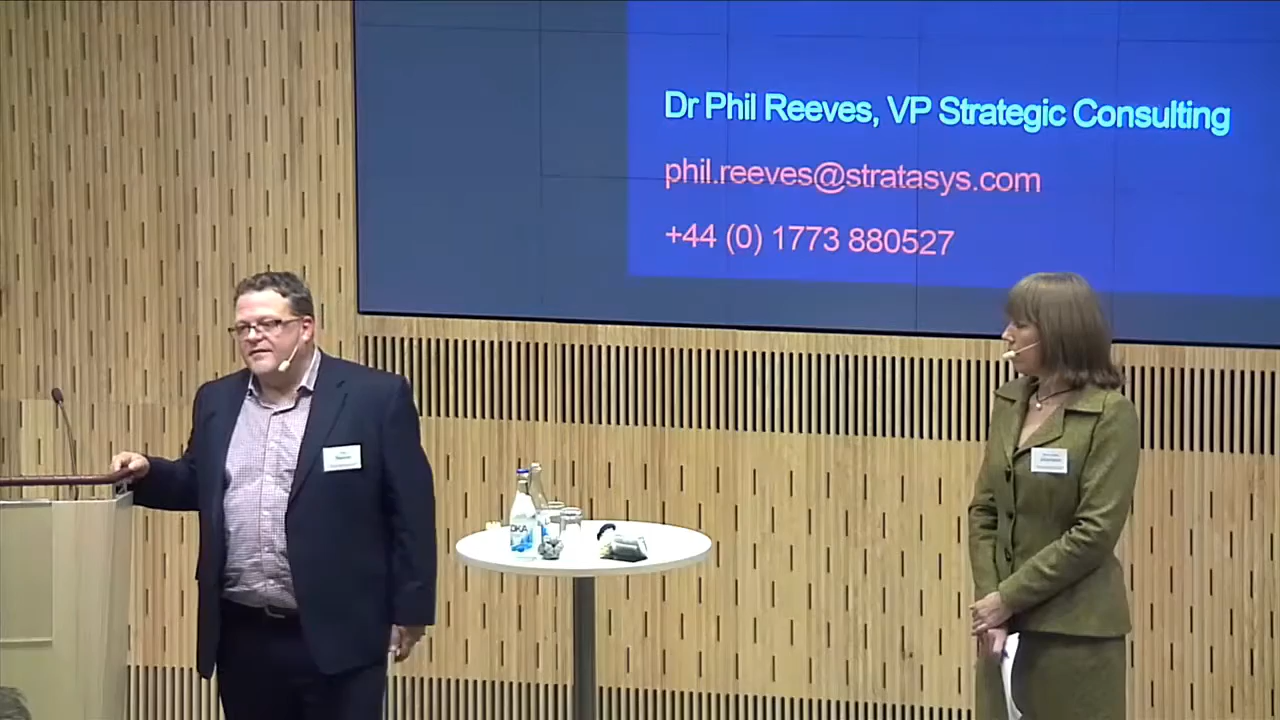 Dr Phil Reeves, VP Strategic Consulting
phil.reeves@stratasys.com
+44 (0) 1773 880527